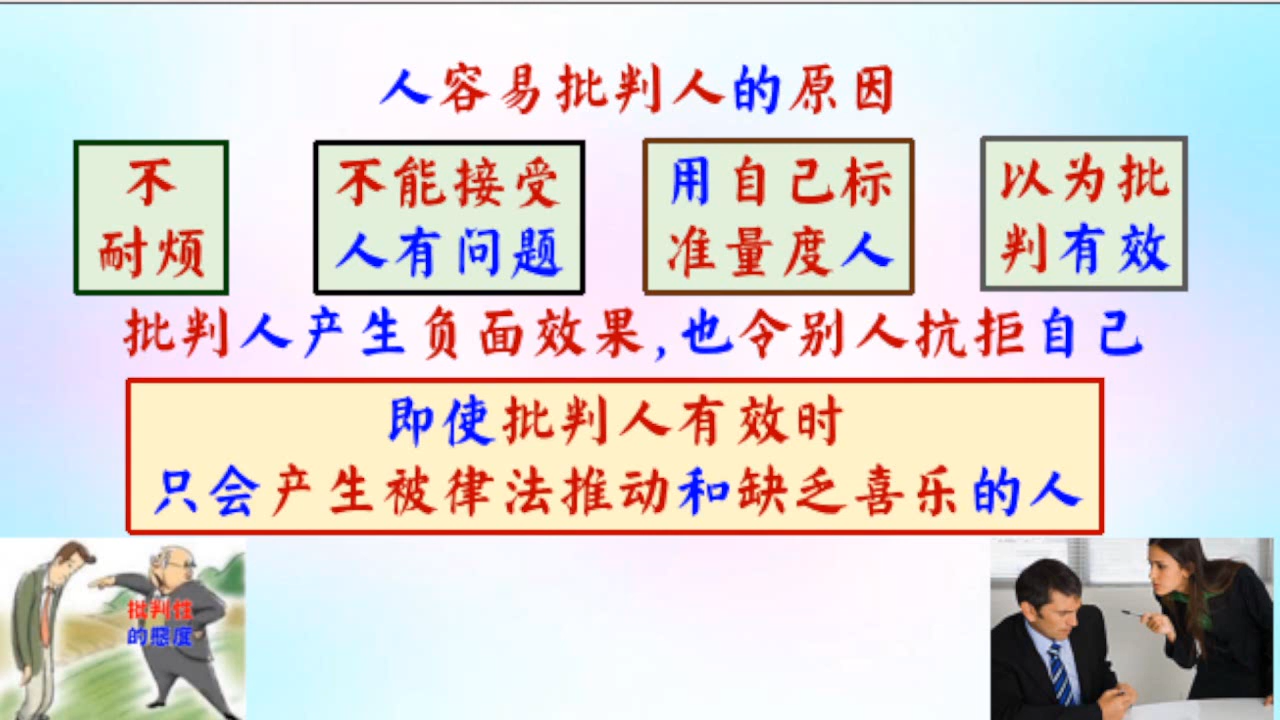 人容易批判人的原因
不
耐烦
不能接受
人有问题
用自己标
准量度人
以为批
判有效
批判人产生负面效果,也令别人抗拒自己
即使批判人有效时
只会产生被律法推动和缺乏喜乐的人
批判性
的态度